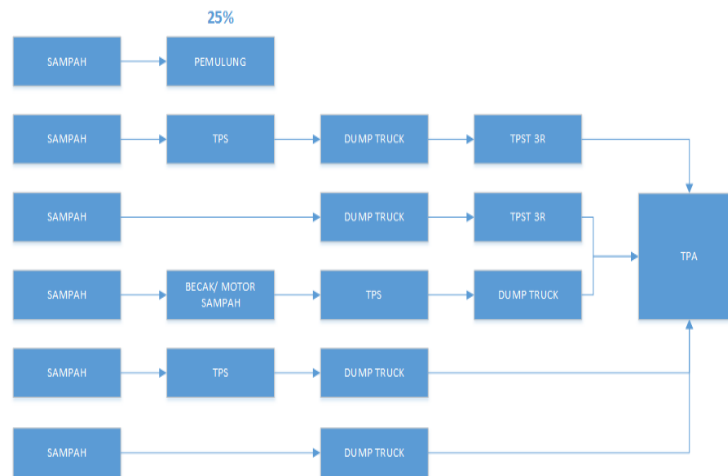 25%
SAMPAH
PEMULUNG
SAMPAH
TPS
DUMP TRUCK
TPST 3R
SAMPAH
DUMP TRUCK
TPST 3R
TPA
SAMPAH
BECAK/ MOTOR
SAMPAH
TPS
DUMP TRUCK
SAMPAH
TPS
DUMP TRUCK
SAMPAH
DUMP TRUCK